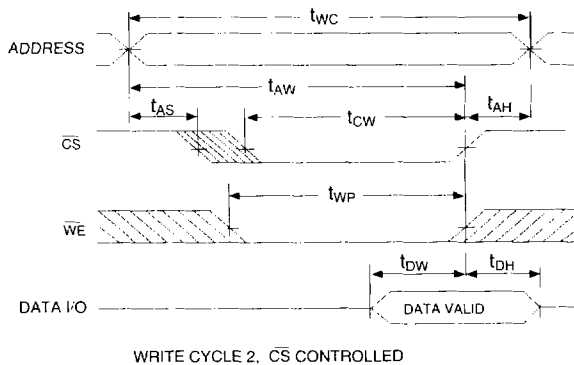 tWC
ADDRESS
tAW
tAS
tCW
tAH
CS
tWP
WE
tDW
tDH
DATA I/O
DATA VALID
WRITE CYCLE 2, CS CONTROLLED